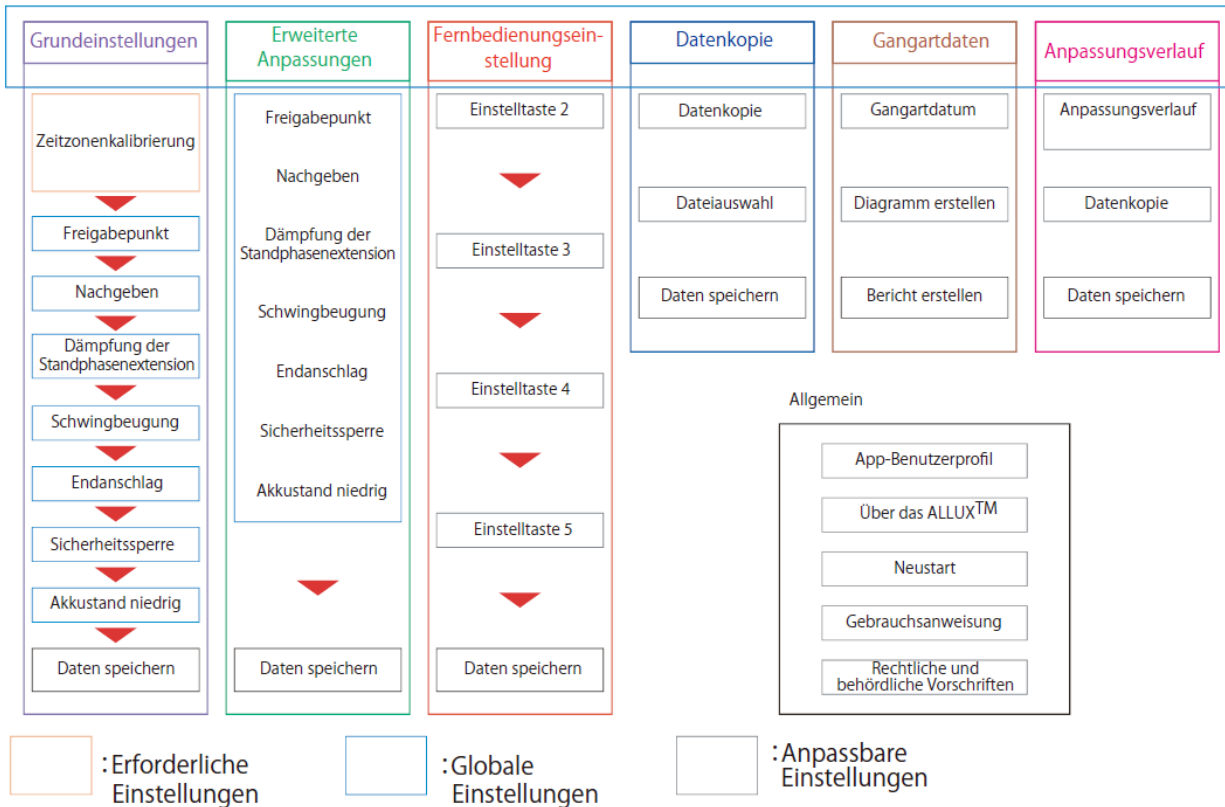 Grundeinstellungen
Zeitzonenkalibrierung
Freigabepunkt
Nachgeben
Dämpfung der
Standphasenextension
Schwingbeugung
Endanschlag
Sicherheitssperre
Akkustand niedrig
Daten speichern
Erweiterte
Anpassungen
Freigabepunkt
Nachgeben
Dämpfung der
Standphasenextension
Schwingbeugung
Endanschlag
Sicherheitssperre
Akkustand niedrig
Daten speichern
Fernbedienungsein-
stellung
Einstelltaste 2
Einstelltaste 3
Einstelltaste 4
Einstelltaste 5
Daten speichern
Datenkopie
Datenkopie
Dateiauswahl
Daten speichern
Gangartdaten
Gangartdatum
Diagramm erstellen
Bericht erstellen
Anpassungsverlauf
Anpassungsverlauf
Datenkopie
Daten speichern
Allgemein
App-Benutzerprofil
Über das ALLUX™
Neustart
Gebrauchsanweisung
Rechtliche und
behördliche Vorschriften
:Erforderliche
Einstellungen
:Globale
Einstellungen
:Anpassbare
Einstellungen